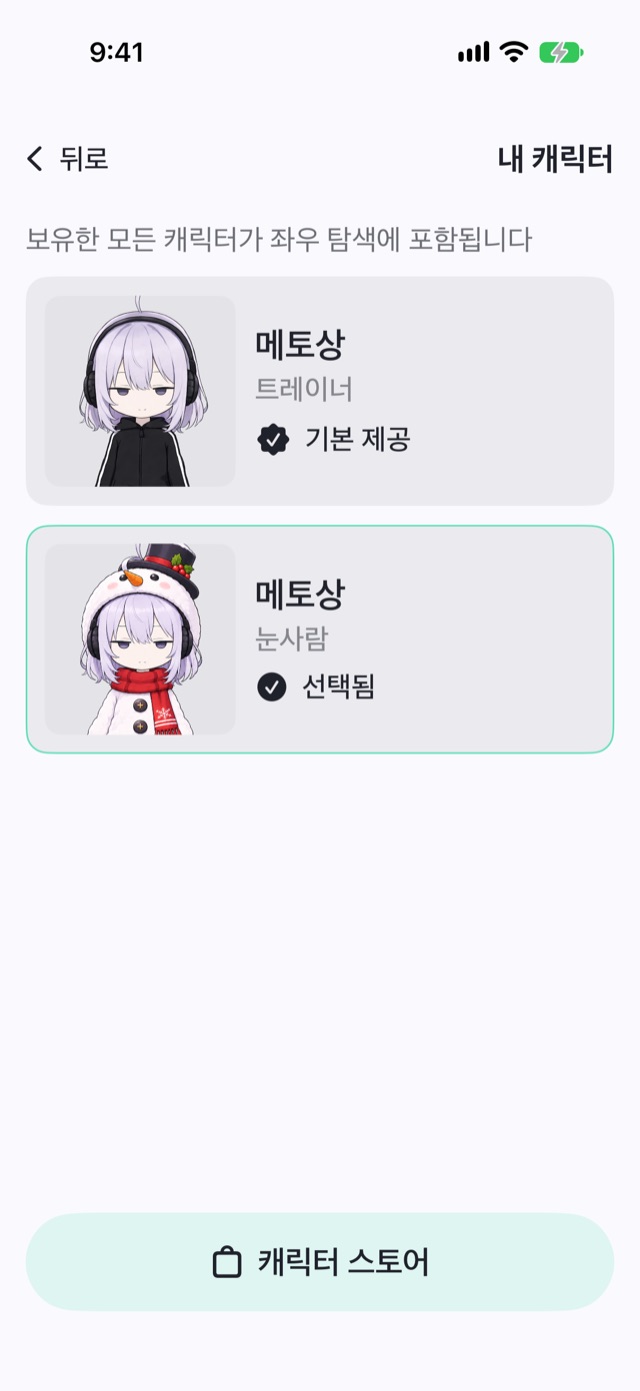 9:41
뒤로
내 캐릭터
보유한 모든 캐릭터가 좌우 탐색에 포함됩니다
메토상
트레이너
기본 제공
메토상
눈사람
선택됨
캐릭터 스토어